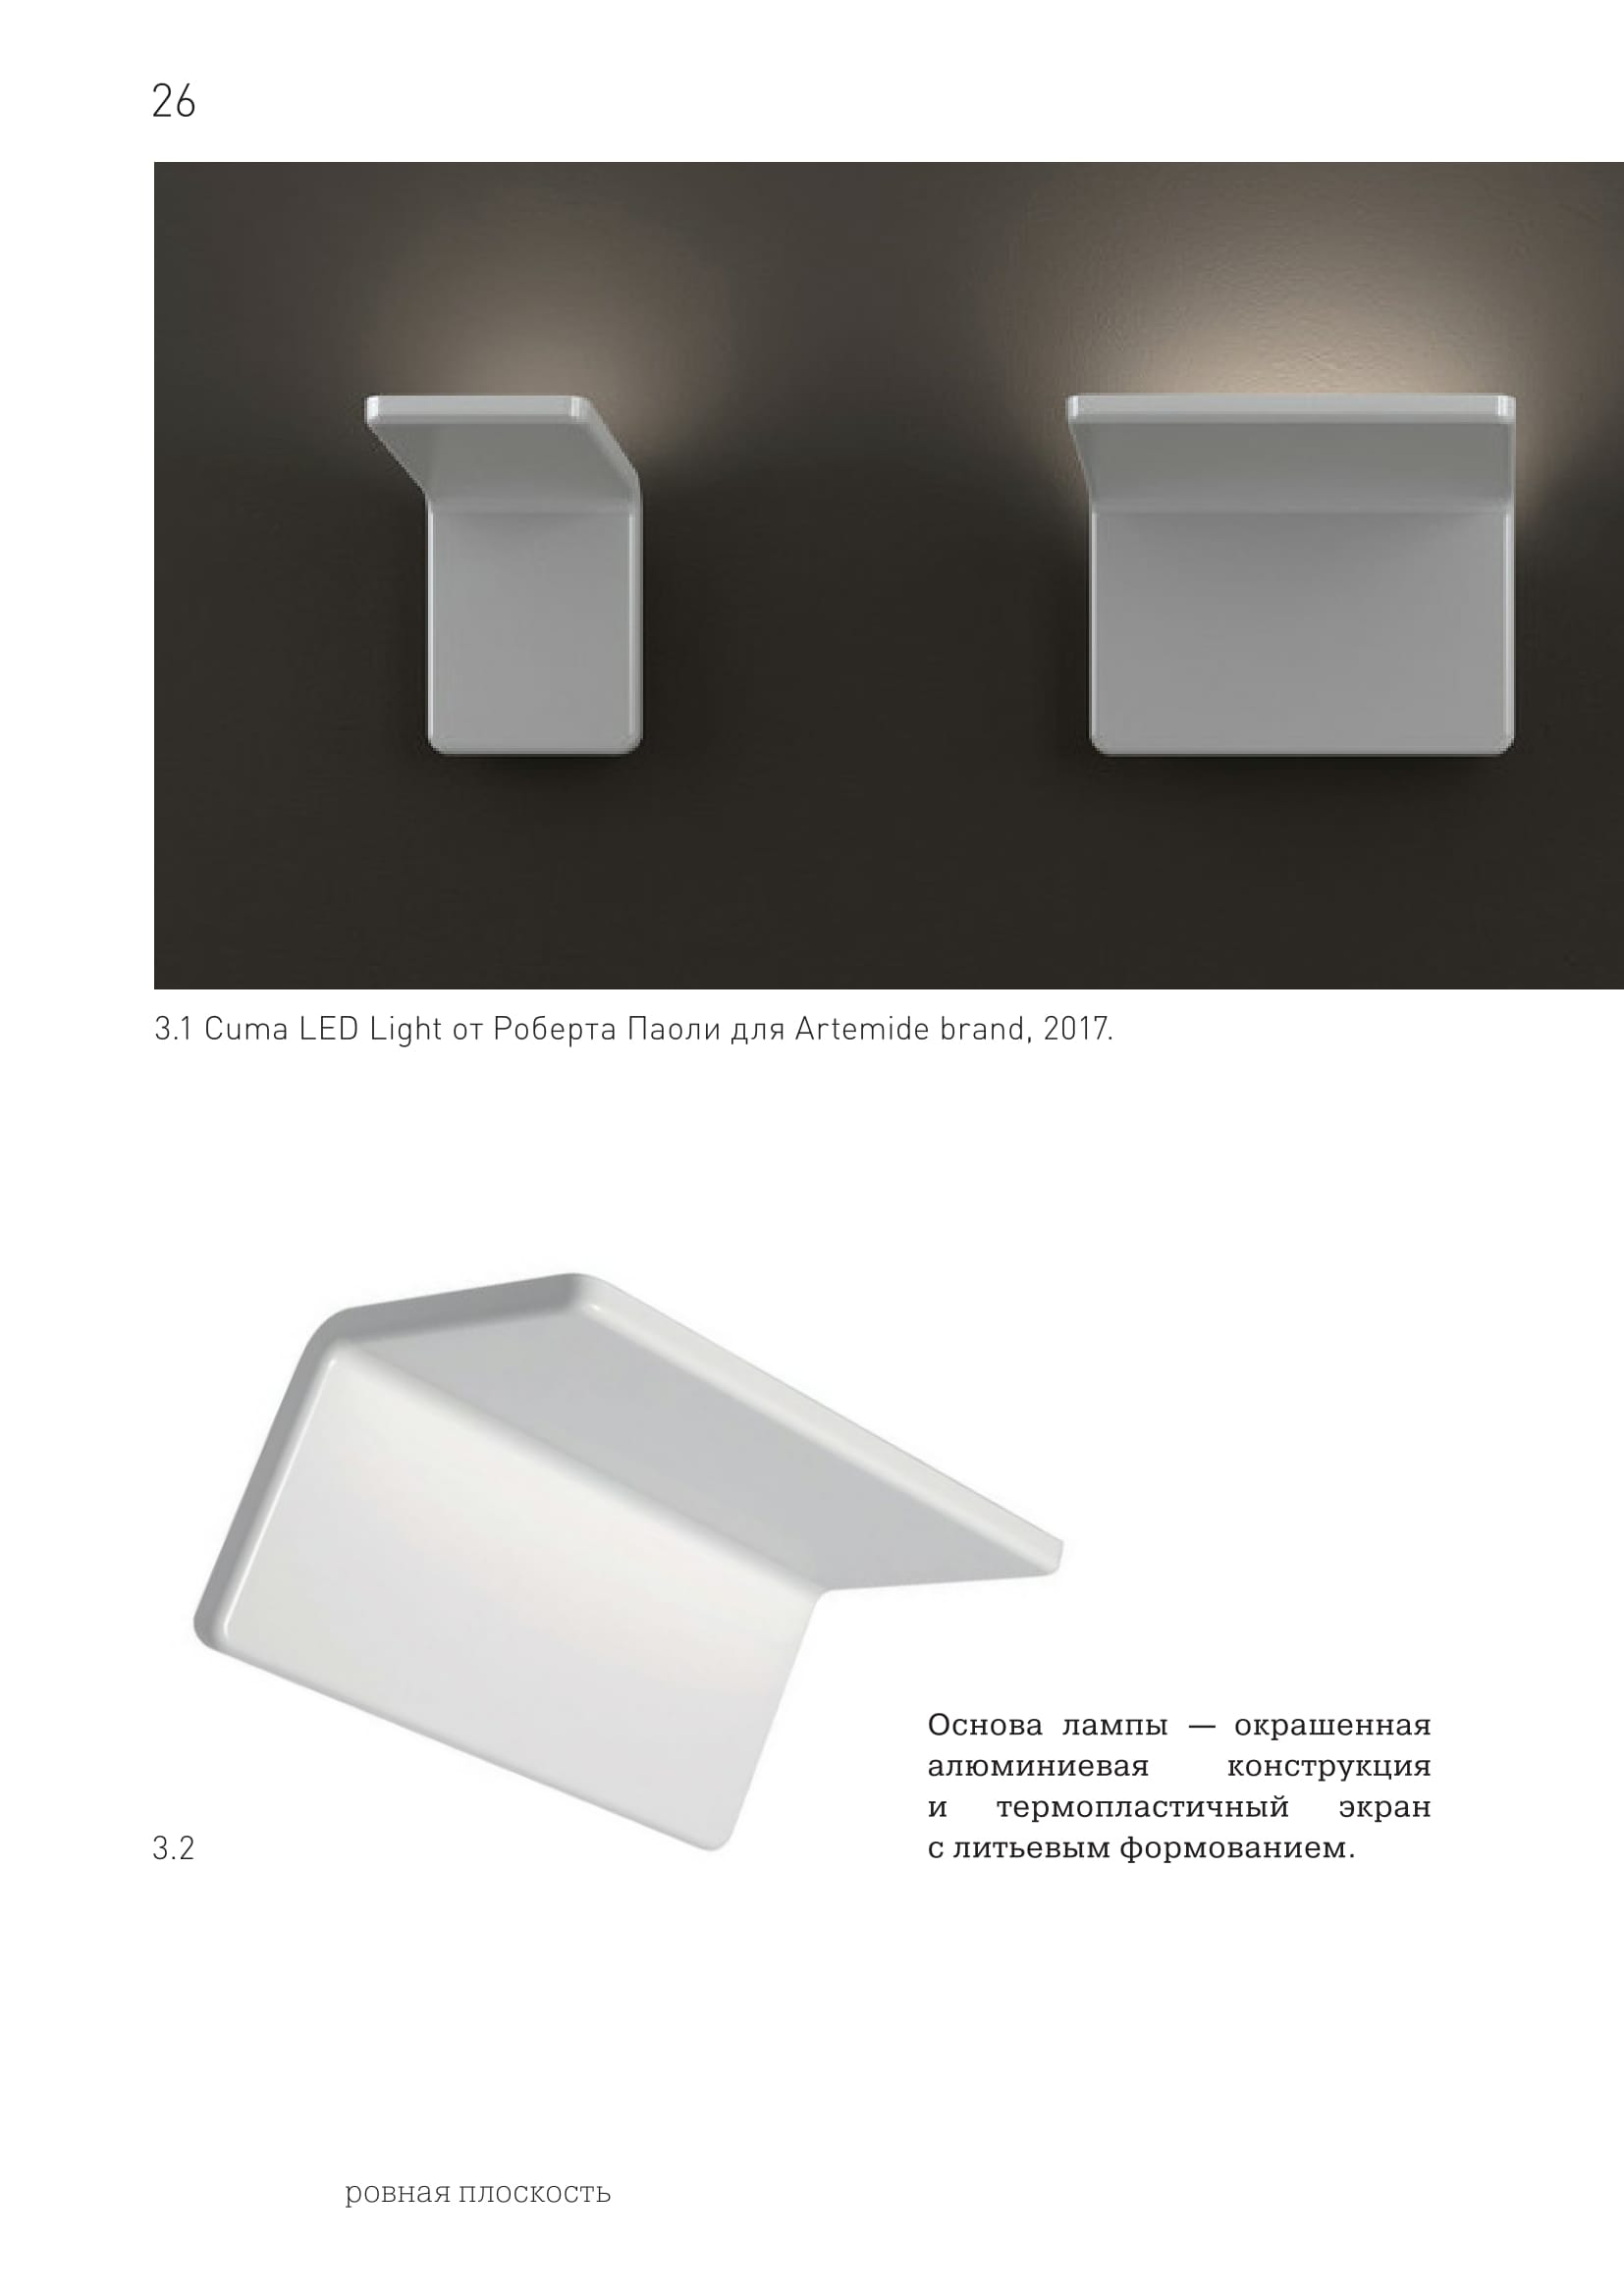 26
3.1 Cuma LED Light от Роберта Паоли для Artemide brand, 2017.
Основа лампы — окрашенная
алюминиевая конструкция
и термопластичный экран
с литьевым формованием.
3.2
ровная плоскость